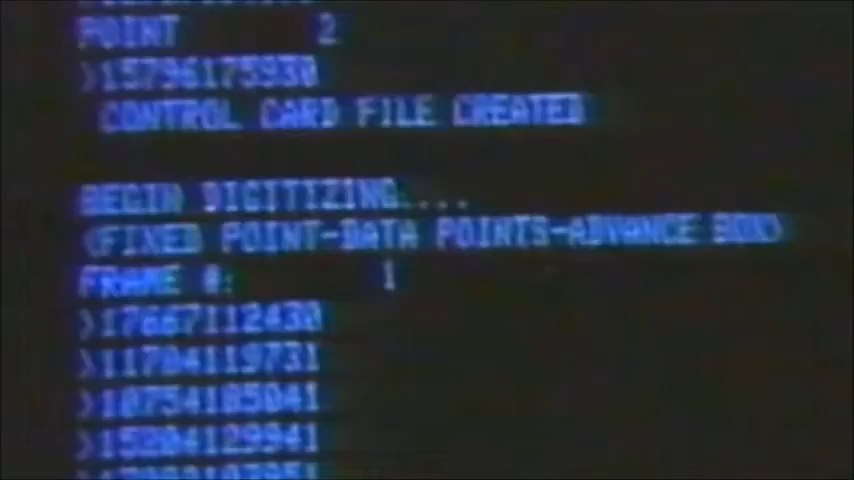 POINT 2
>15796175930
CONTROL CARD FILE CREATED
BEGIN DIGITIZING....
(FIXED POINT-DATA POINTS-ADVANCE BOX)
FRAME #: 1
>17667112430
>11704119731
>10754105041
>15204129941